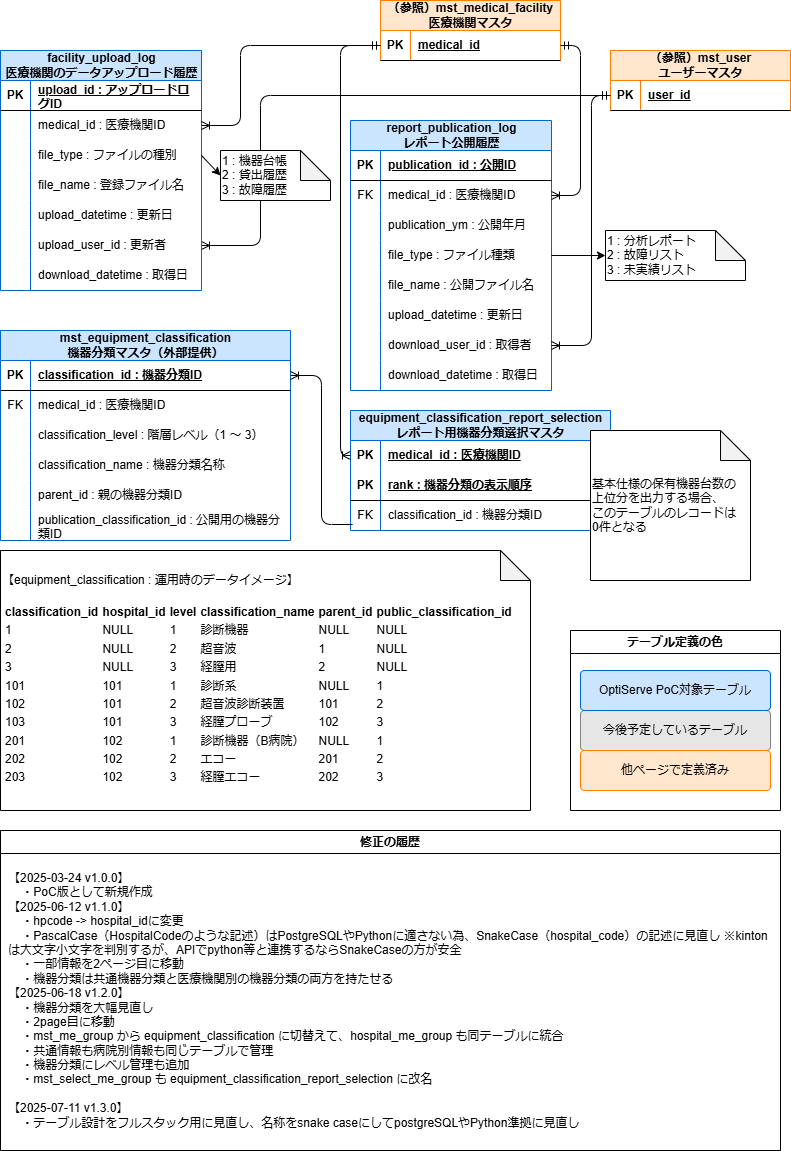 （参照）mst_medical_facility
医療機関マスタ
PK medical_id
facility_upload_log
医療機関のデータアップロード履歴
PK upload_id : アップロードロ
グID
medical_id : 医療機関ID
file_type : ファイルの種別
file_name : 登録ファイル名
upload_datetime : 更新日
upload_user_id : 更新者
download_datetime : 取得日
1 : 機器台帳
2 : 貸出履歴
3 : 故障履歴
（参照）mst_user
ユーザーマスタ
PK user_id
report_publication_log
レポート公開履歴
PK publication_id : 公開ID
FK medical_id : 医療機関ID
publication_ym : 公開年月
file_type : ファイル種類
file_name : 公開ファイル名
upload_datetime : 更新日
download_user_id : 取得者
download_datetime : 取得日
1 : 分析レポート
2 : 故障リスト
3 : 未実績リスト
mst_equipment_classification
機器分類マスタ（外部提供）
PK classification_id : 機器分類ID
FK medical_id : 医療機関ID
classification_level : 階層レベル（1 ～ 3）
classification_name : 機器分類名称
parent_id : 親の機器分類ID
publication_classification_id : 公開用の機器分
類ID
equipment_classification_report_selection
レポート用機器分類選択マスタ
PK medical_id : 医療機関ID
PK rank : 機器分類の表示順序
FK classification_id : 機器分類ID
基本仕様の保有機器台数の
上位分を出力する場合、
このテーブルのレコードは
0件となる
【equipment_classification : 運用時のデータイメージ】
classification_id hospital_id level classification_name parent_id public_classification_id
1 NULL 1 診断機器 NULL NULL
2 NULL 2 超音波 1 NULL
3 NULL 3 経膣用 2 NULL
101 101 1 診断系 NULL 1
102 101 2 超音波診断装置 101 2
103 101 3 経膣プローブ 102 3
201 102 1 診断機器（B病院） NULL 1
202 102 2 エコー 201 2
203 102 3 経膣エコー 202 3
テーブル定義の色
OptiServe PoC対象テーブル
今後予定しているテーブル
他ページで定義済み
修正の履歴
【2025-03-24 v1.0.0】
・PoC版として新規作成
【2025-06-12 v1.1.0】
・hpcode -> hospital_idに変更
・PascalCase（HospitalCodeのような記述）はPostgreSQLやPythonに適さない為、SnakeCase（hospital_code）の記述に見直し ※kinton
は大文字小文字を判別するが、APIでpython等と連携するならSnakeCaseの方が安全
・一部情報を2ページ目に移動
・機器分類は共通機器分類と医療機関別の機器分類の両方を持たせる
【2025-06-18 v1.2.0】
・機器分類を大幅見直し
・2page目に移動
・mst_me_group から equipment_classification に切替えて、hospital_me_group も同テーブルに統合
・共通情報も病院別情報も同じテーブルで管理
・機器分類にレベル管理も追加
・mst_select_me_group も equipment_classification_report_selection に改名
【2025-07-11 v1.3.0】
・テーブル設計をフルスタック用に見直し、名称をsnake caseにしてpostgreSQLやPython準拠に見直し